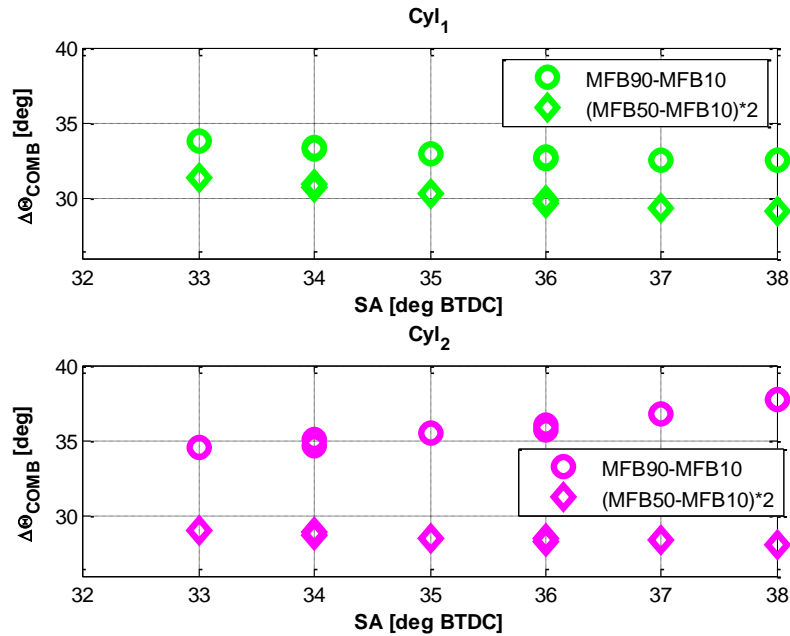 Cyl1
40
35
30
32
33
34
35
36
37
38
ΔΘCOMB [deg]
SA [deg BTDC]
MFB90-MFB10
(MFB50-MFB10)*2
Cyl2
40
35
30
32
33
34
35
36
37
38
ΔΘCOMB [deg]
SA [deg BTDC]
MFB90-MFB10
(MFB50-MFB10)*2